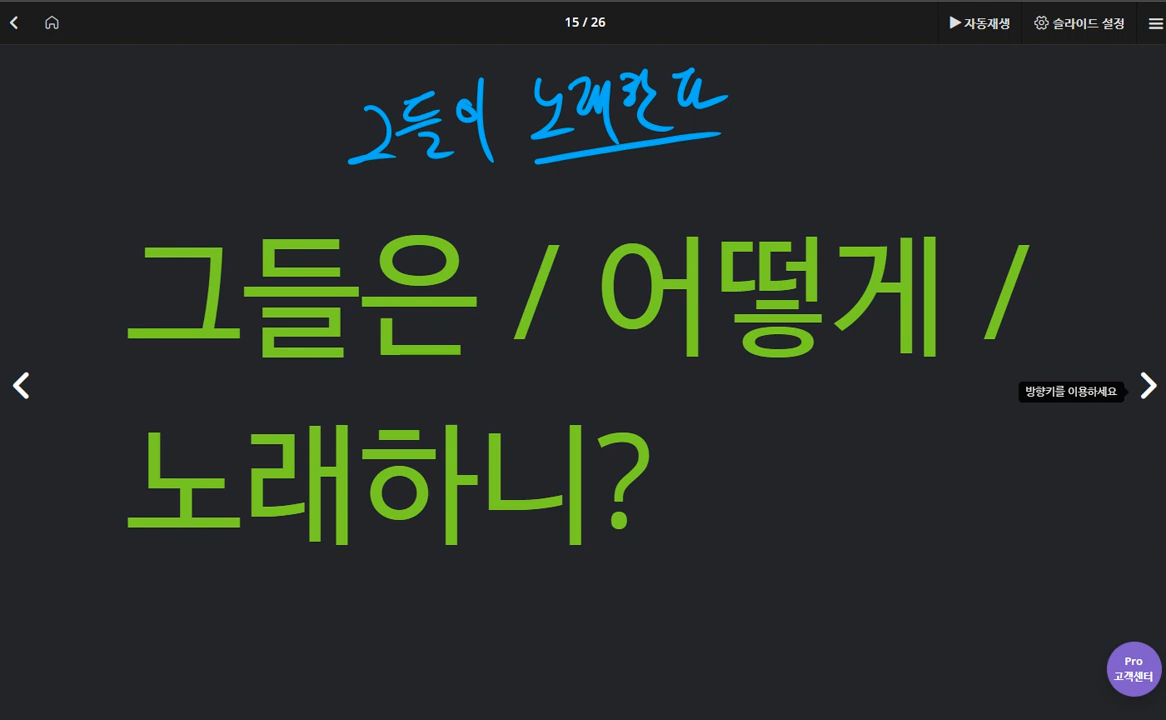 15 / 26
자동재생
슬라이드 설정
그들이 노래한다
그들은 / 어떻게 /
노래하니?
방향키를 이용하세요
Pro
고객센터